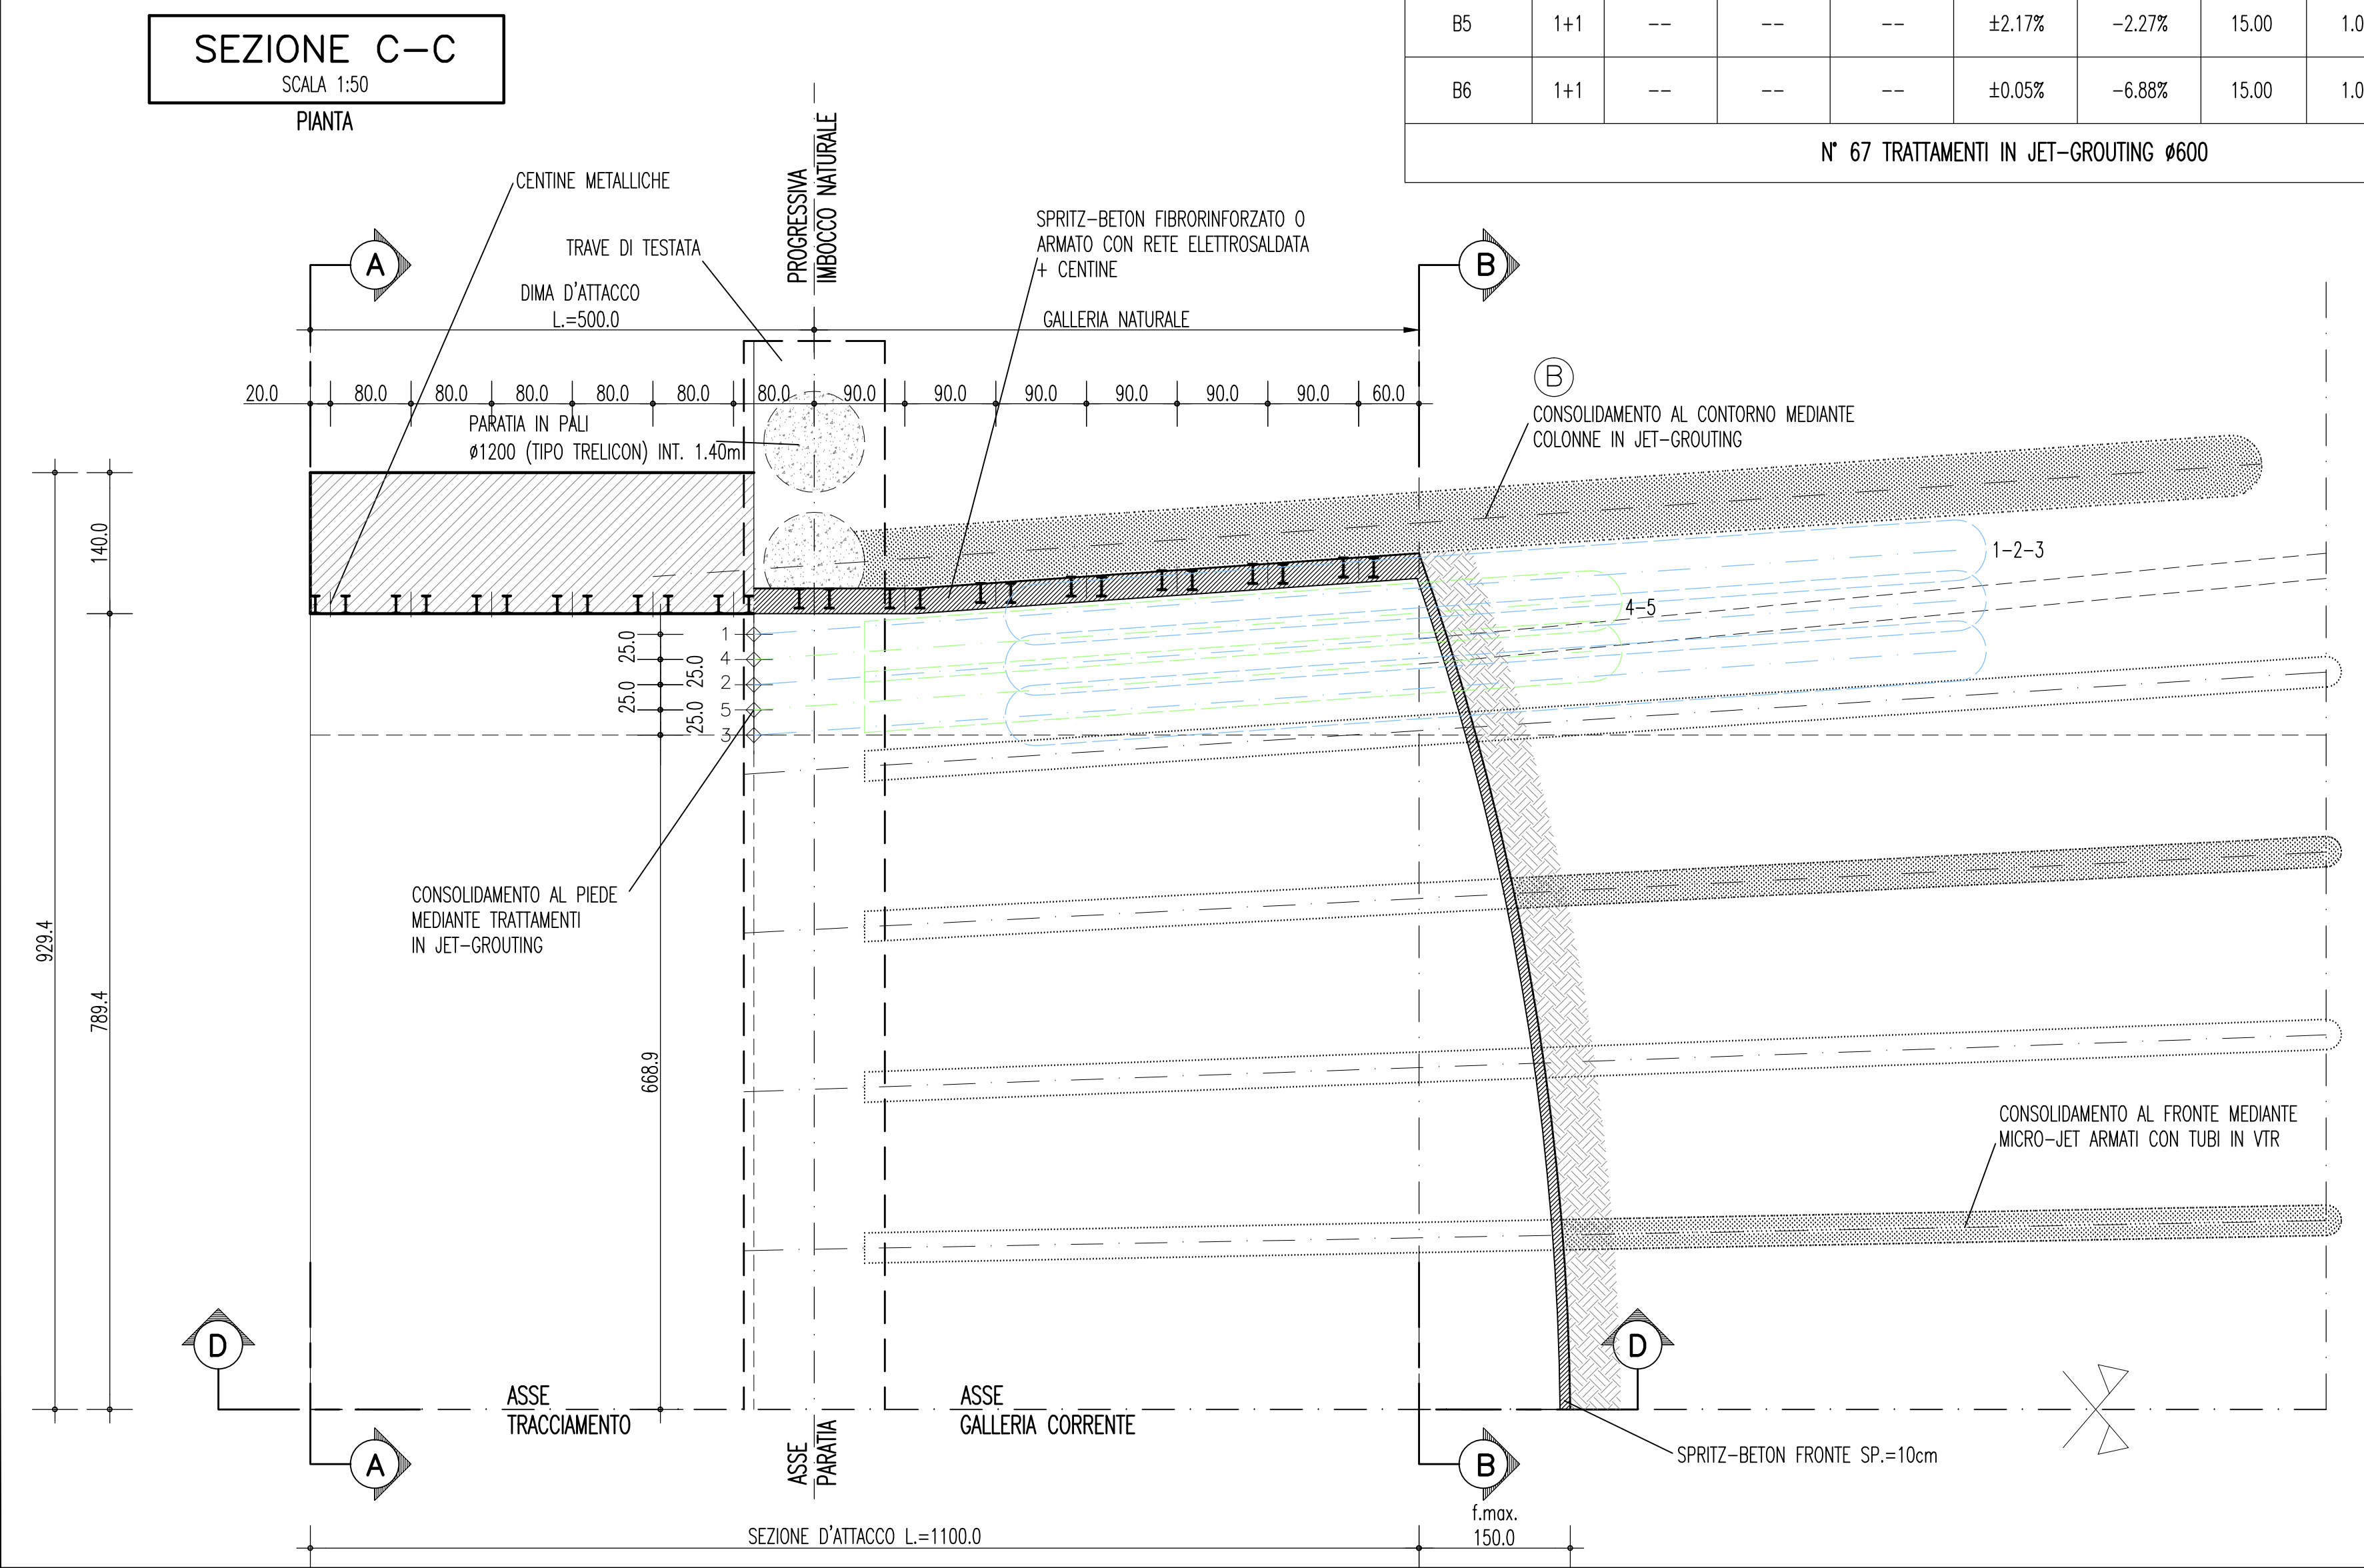 SEZIONE C-C
SCALA 1:50
PIANTA
B5 1+1 -- -- -- ±2.17% -2.27% 15.00 1.0
B6 1+1 -- -- -- ±0.05% -6.88% 15.00 1.0
N° 67 TRATTAMENTI IN JET-GROUTING ø600
CENTINE METALLICHE
TRAVE DI TESTATA
PROGRESSIVA
IMBOCCO NATURALE
SPRITZ-BETON FIBRORINFORZATO O
ARMATO CON RETE ELETTROSALDATA
+ CENTINE
A
B
DIMA D'ATTACCO
L.=500.0
GALLERIA NATURALE
20.0 80.0 80.0 80.0 80.0 80.0 80.0 90.0 90.0 90.0 90.0 90.0 90.0 60.0
PARATIA IN PALI
ø1200 (TIPO TRELICON) INT. 1.40m
B
CONSOLIDAMENTO AL CONTORNO MEDIANTE
COLONNE IN JET-GROUTING
140.0
1-2-3
4-5
1
4
2
5
3
25.0
25.0
25.0
25.0
CONSOLIDAMENTO AL PIEDE
MEDIANTE TRATTAMENTI
IN JET-GROUTING
929.4
789.4
668.9
CONSOLIDAMENTO AL FRONTE MEDIANTE
MICRO-JET ARMATI CON TUBI IN VTR
D
D
ASSE
TRACCIAMENTO
ASSE
PARATIA
ASSE
GALLERIA CORRENTE
A
B
SPRITZ-BETON FRONTE SP.=10cm
SEZIONE D'ATTACCO L.=1100.0
f.max.
150.0